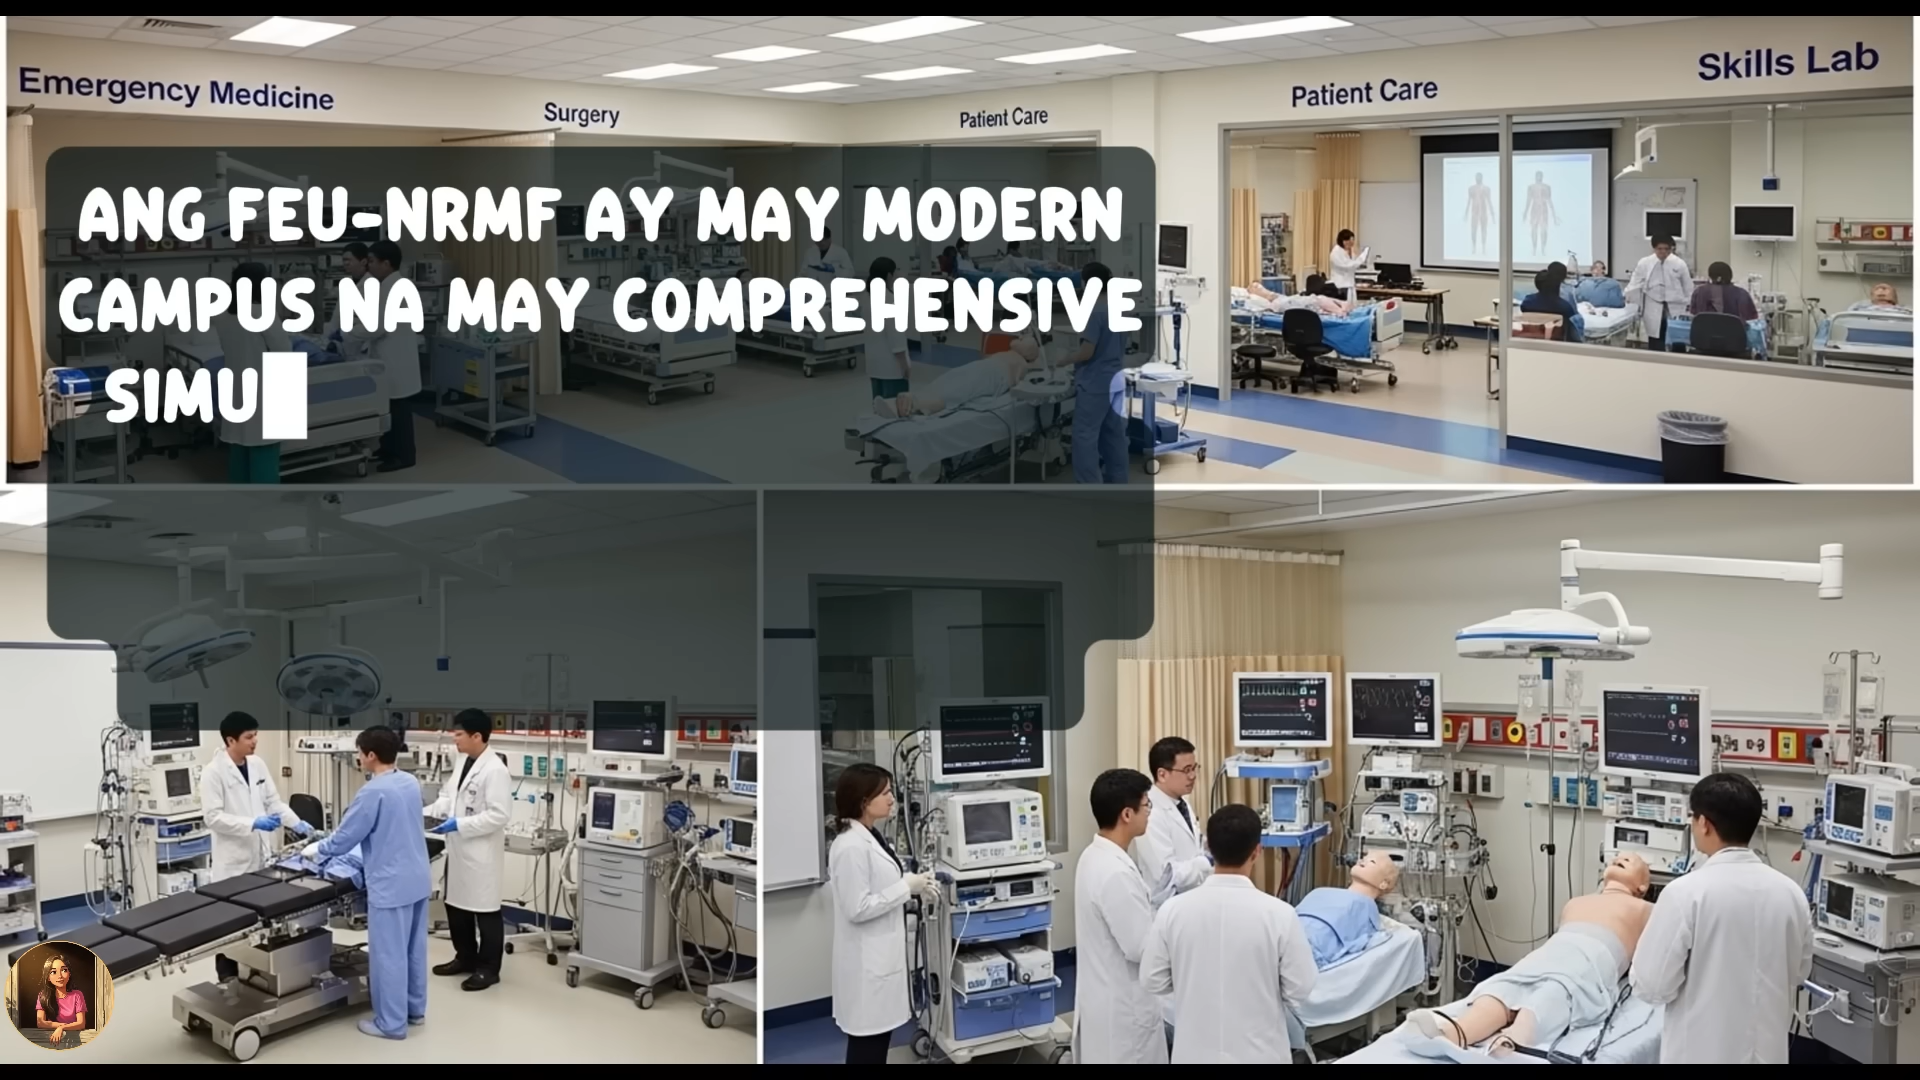 Emergency Medicine
Surgery
Patient Care
Patient Care
Skills Lab
ANG FEU-NRMF AY MAY MODERN
CAMPUS NA MAY COMPREHENSIVE
SIMU